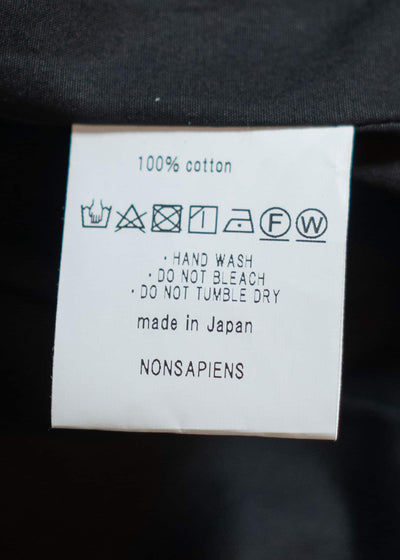 100% cotton
F W
· HAND WASH
· DO NOT BLEACH
· DO NOT TUMBLE DRY
made in Japan
NONSAPIENS